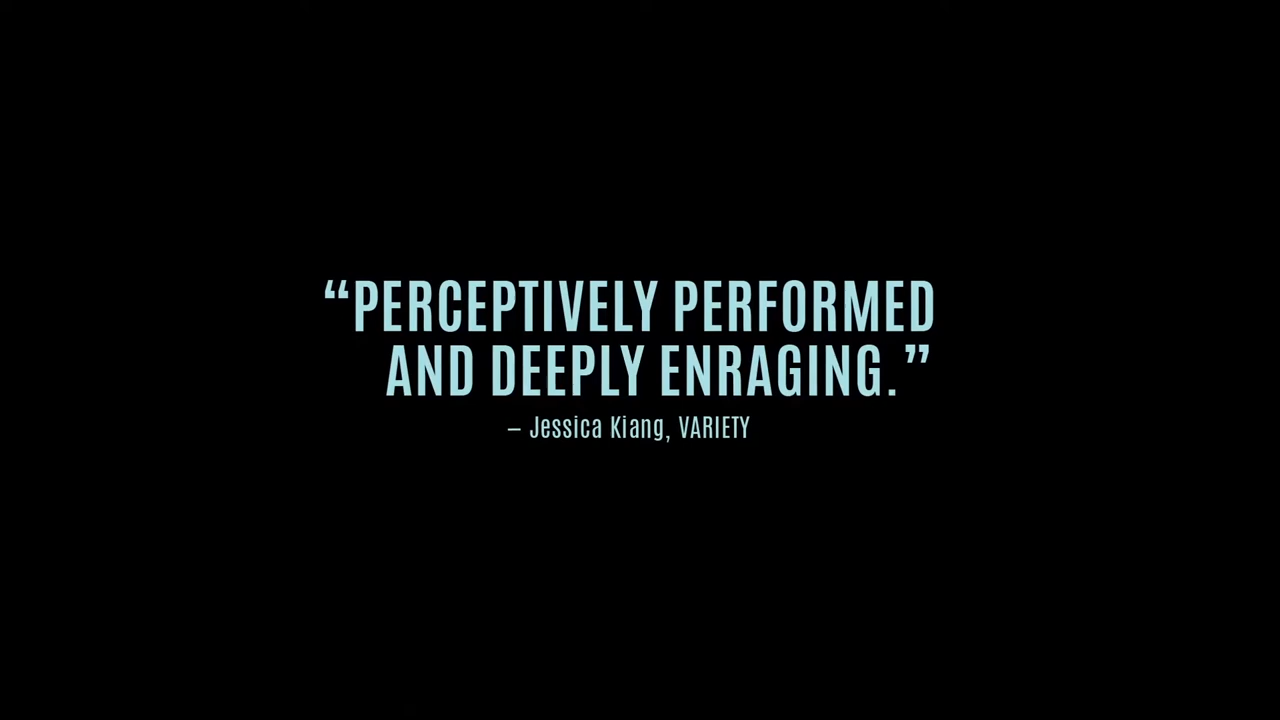 “PERCEPTIVELY PERFORMED
AND DEEPLY ENRAGING.”
– Jessica Kiang, VARIETY